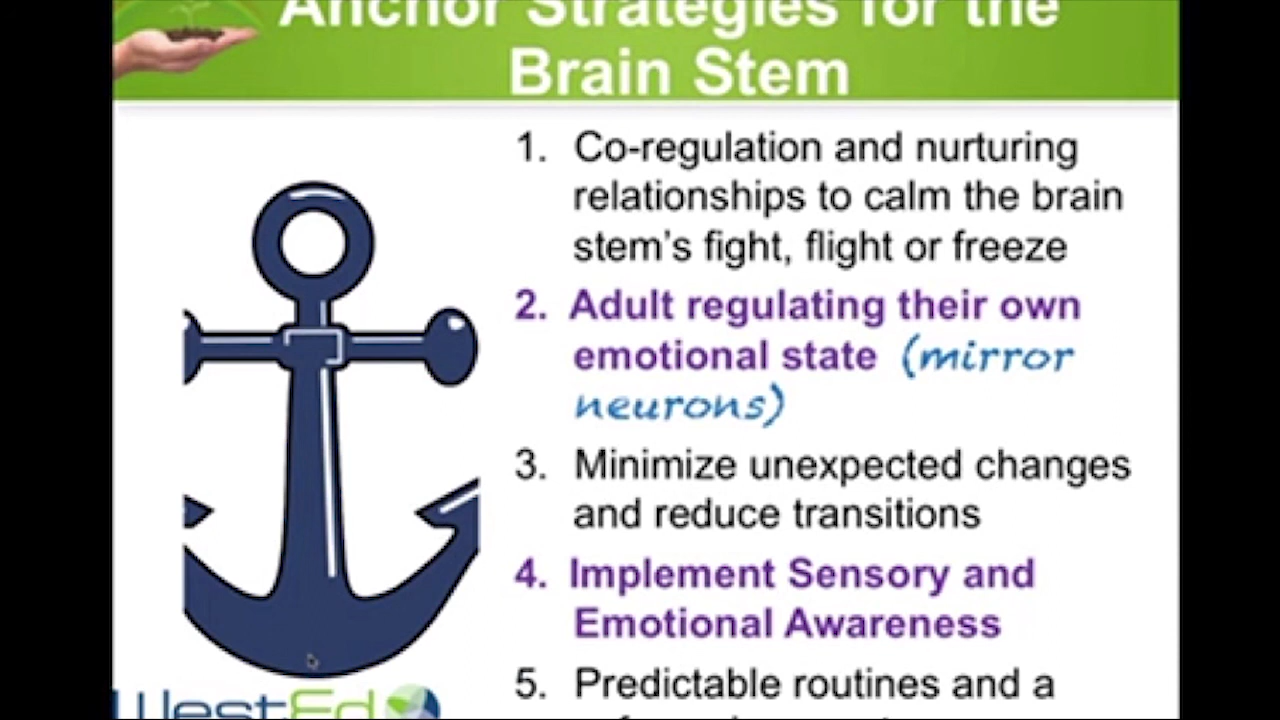 Anchor Strategies for the
Brain Stem
1. Co-regulation and nurturing
relationships to calm the brain
stem's fight, flight or freeze
2. Adult regulating their own
emotional state (mirror
neurons)
3. Minimize unexpected changes
and reduce transitions
4. Implement Sensory and
Emotional Awareness
5. Predictable routines and a
WestEd